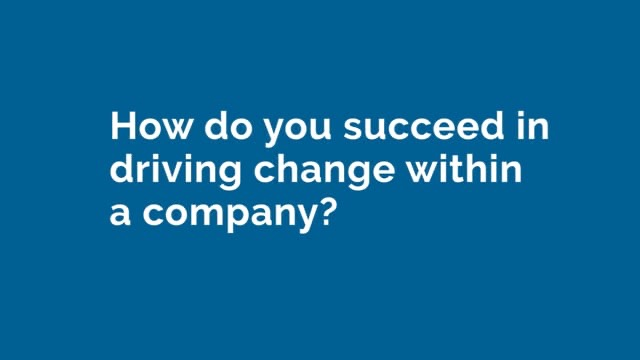 How do you succeed in
driving change within
a company?